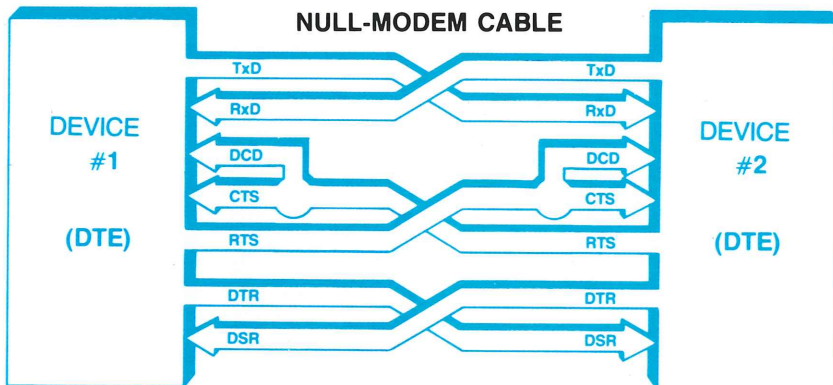 NULL-MODEM CABLE
TxD TxD
RxD RxD
DEVICE
#1
DCD DCD
DEVICE
#2
CTS CTS
(DTE)
RTS RTS
(DTE)
DTR DTR
DSR DSR